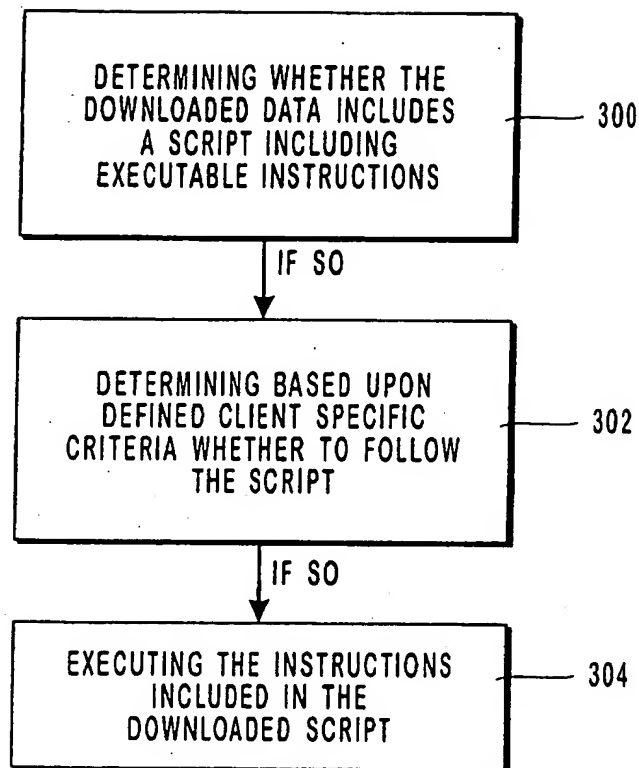 DETERMINING WHETHER THE
DOWNLOADED DATA INCLUDES
A SCRIPT INCLUDING
EXECUTABLE INSTRUCTIONS
300
IF SO
DETERMINING BASED UPON
DEFINED CLIENT SPECIFIC
CRITERIA WHETHER TO FOLLOW
THE SCRIPT
302
IF SO
EXECUTING THE INSTRUCTIONS
INCLUDED IN THE
DOWNLOADED SCRIPT
304